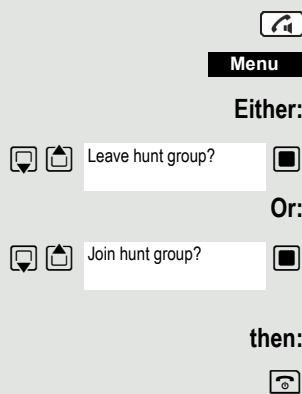 Menu
Either:
Leave hunt group?
Or:
Join hunt group?
then: